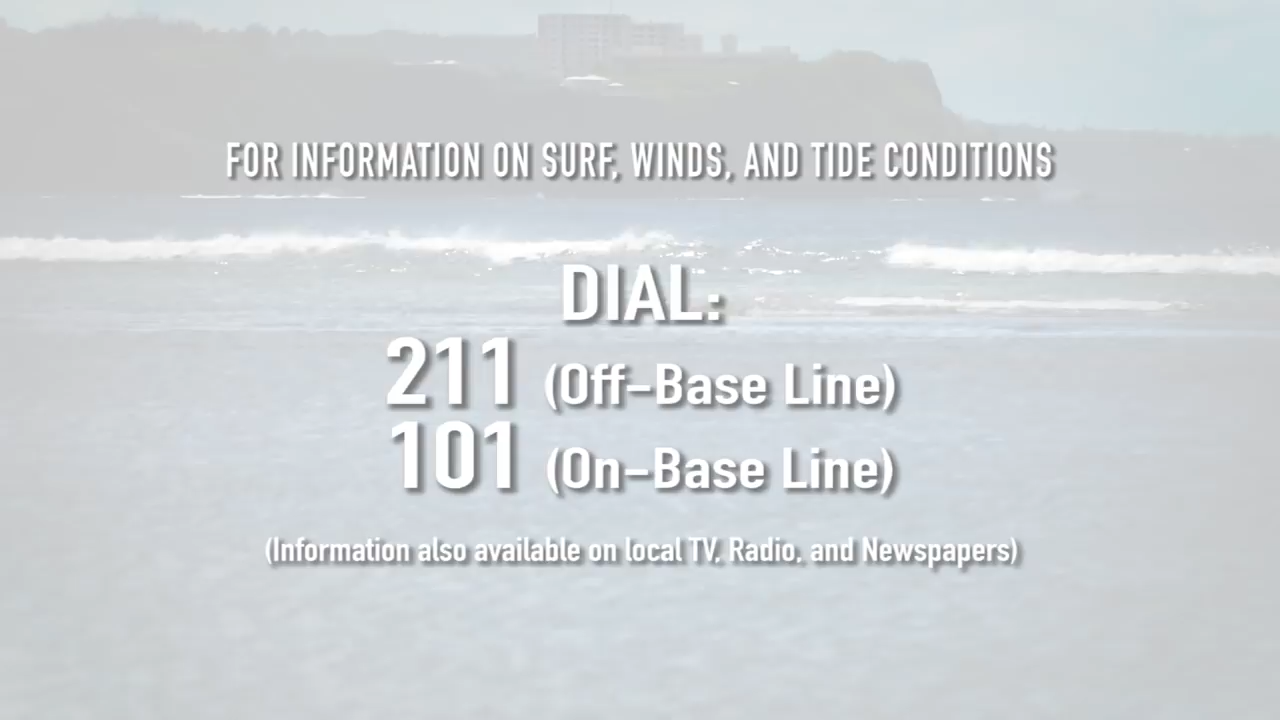 FOR INFORMATION ON SURF, WINDS, AND TIDE CONDITIONS
DIAL:
211 (Off-Base Line)
101 (On-Base Line)
(Information also available on local TV, Radio, and Newspapers)